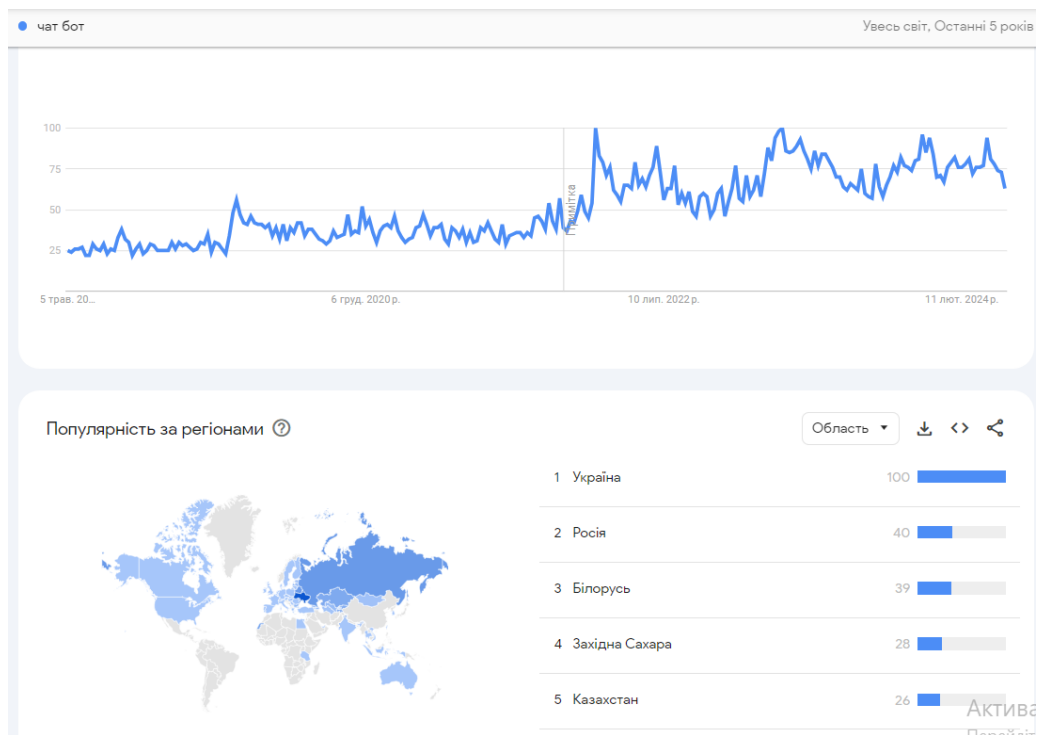 чат бот
Увесь світ, Останні 5 років
100
75
50
25
Примітка
5 трав. 20...
6 груд. 2020 р.
10 лип. 2022 р.
11 лют. 2024 р.
Популярність за регіонами ?
Область
1 Україна 100
2 Росія 40
3 Білорусь 39
4 Західна Сахара 28
5 Казахстан 26
Актива